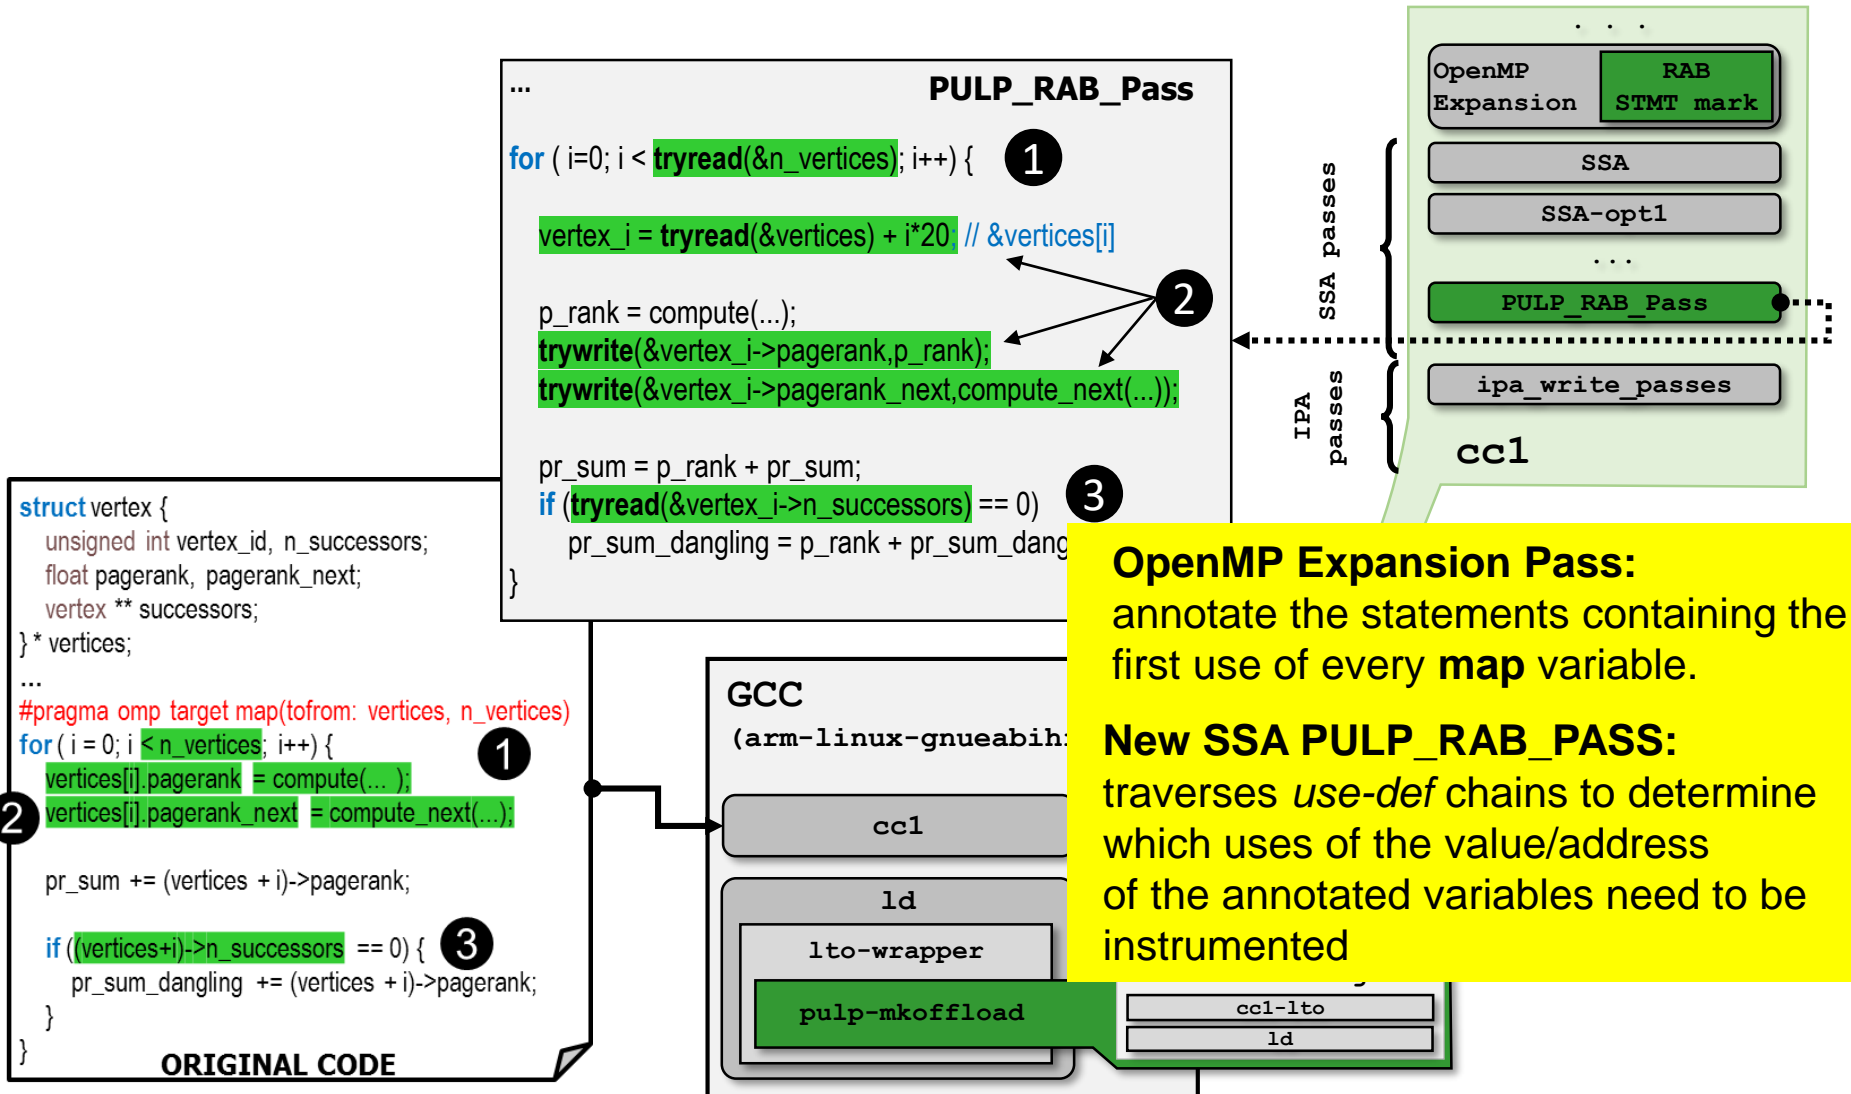 ...
PULP_RAB_Pass
for ( i=0; i < tryread(&n_vertices); i++) {
1
vertex_i = tryread(&vertices) + i*20; // &vertices[i]
2
p_rank = compute(...);
trywrite(&vertex_i->pagerank,p_rank);
trywrite(&vertex_i->pagerank_next,compute_next(...));
pr_sum = p_rank + pr_sum;
if (tryread(&vertex_i->n_successors) == 0)
3
pr_sum_dangling = p_rank + pr_sum_dang
}
. . .
OpenMP
Expansion
RAB
STMT mark
SSA
SSA-opt1
...
PULP_RAB_Pass
ipa_write_passes
cc1
SSA passes
IPA
passes
struct vertex {
unsigned int vertex_id, n_successors;
float pagerank, pagerank_next;
vertex ** successors;
} * vertices;
...
#pragma omp target map(tofrom: vertices, n_vertices)
for ( i = 0; i < n_vertices; i++) {
1
vertices[i].pagerank = compute(... );
2
vertices[i].pagerank_next = compute_next(...);
pr_sum += (vertices + i)->pagerank;
if ((vertices+i)->n_successors == 0) {
3
pr_sum_dangling += (vertices + i)->pagerank;
}
}
ORIGINAL CODE
GCC
(arm-linux-gnueabih
cc1
ld
lto-wrapper
pulp-mkoffload
cc1-lto
ld
OpenMP Expansion Pass:
annotate the statements containing the
first use of every map variable.
New SSA PULP_RAB_PASS:
traverses use-def chains to determine
which uses of the value/address
of the annotated variables need to be
instrumented